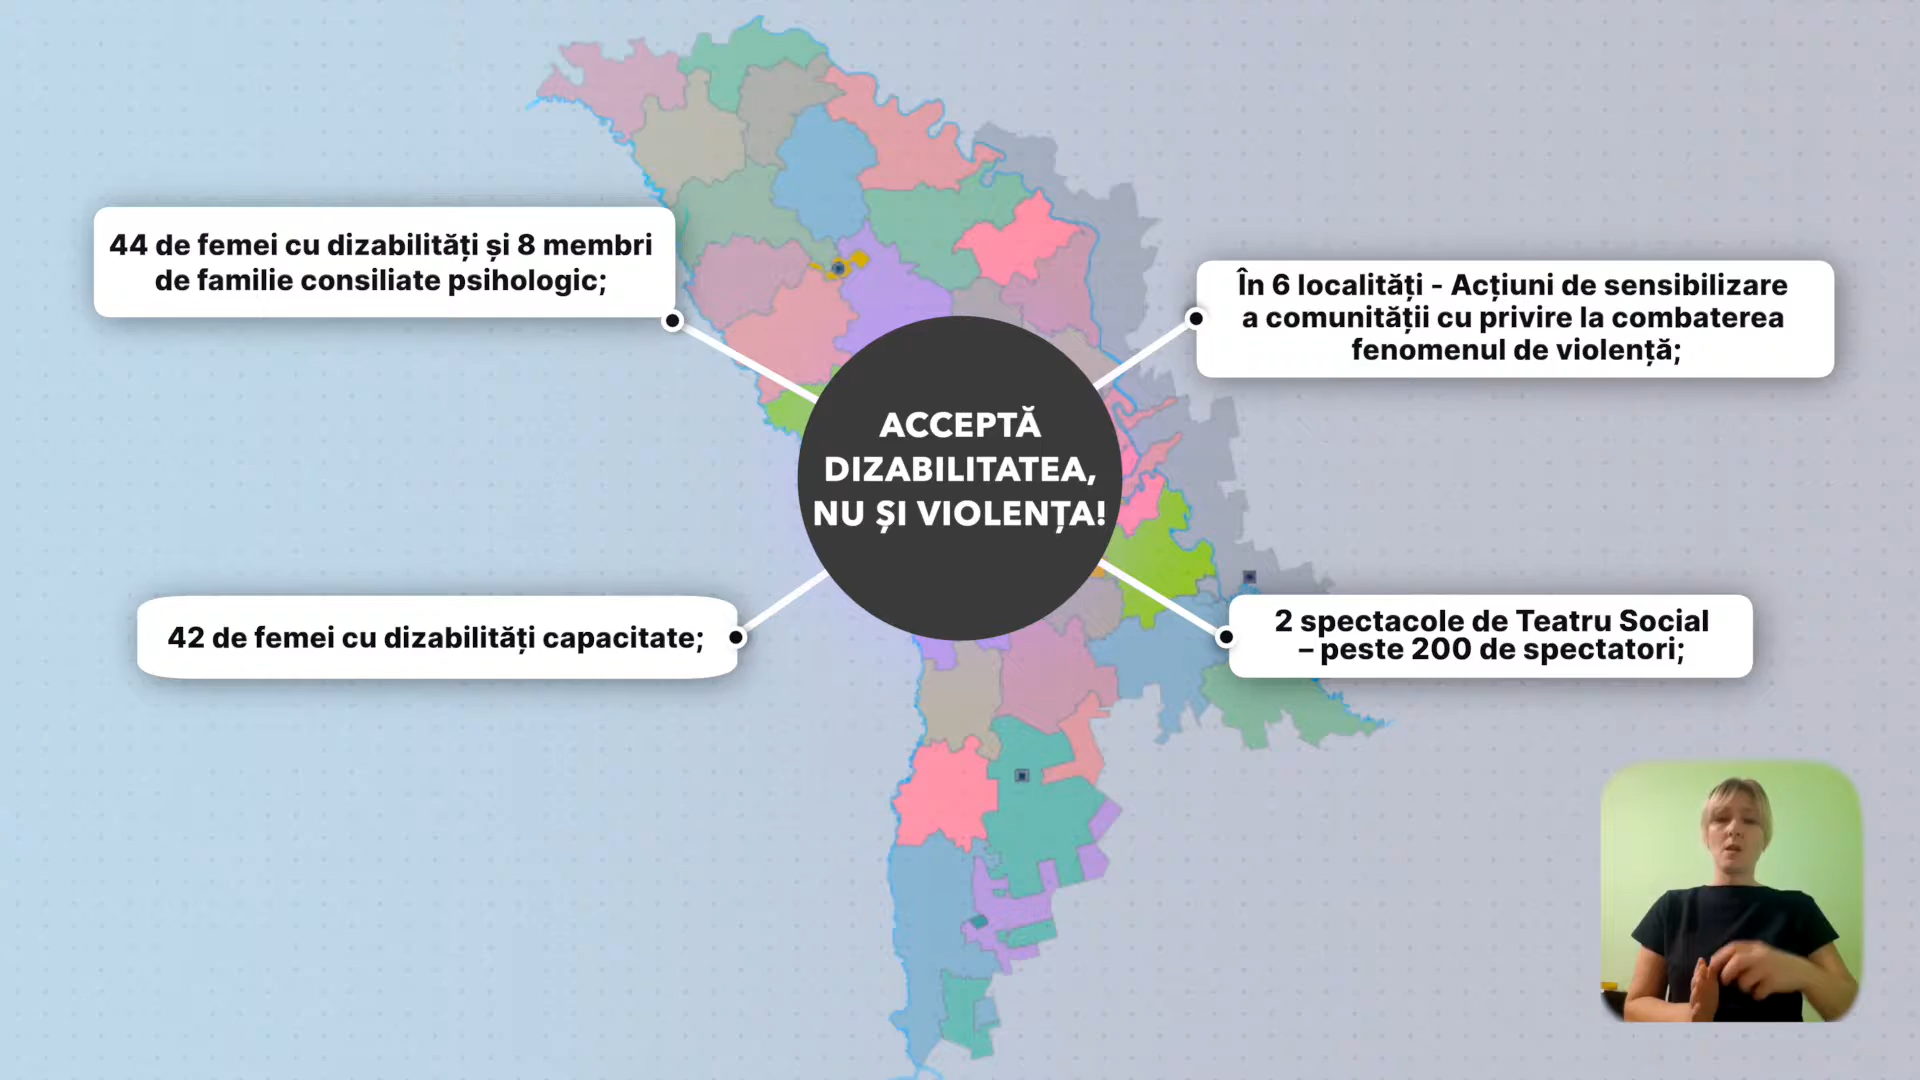 44 de femei cu dizabilități și 8 membri
de familie consiliate psihologic;
În 6 localități - Acțiuni de sensibilizare
a comunității cu privire la combaterea
fenomenul de violență;
ACCEPTĂ
DIZABILITATEA,
NU ȘI VIOLENȚA!
42 de femei cu dizabilități capacitate;
2 spectacole de Teatru Social
– peste 200 de spectatori;